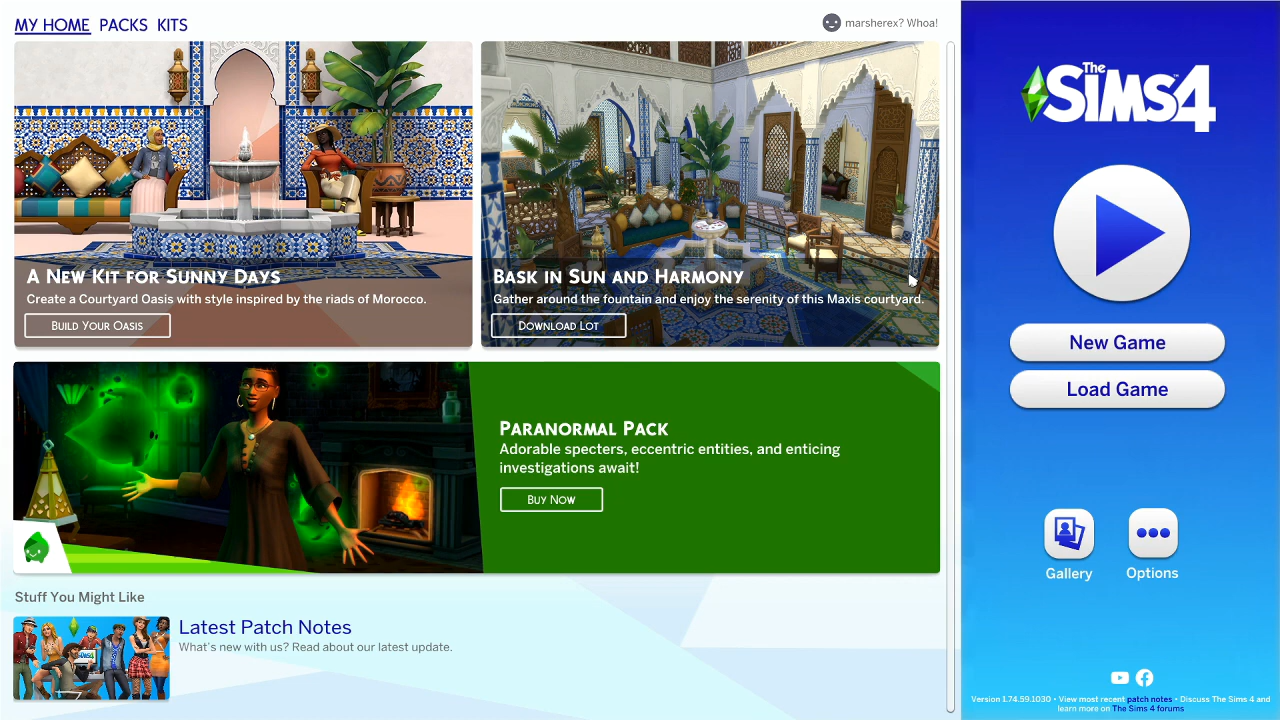 MY HOME PACKS KITS
marsherex? Whoa!
A New Kit for Sunny Days
Create a Courtyard Oasis with style inspired by the riads of Morocco.
Build Your Oasis
Bask in Sun and Harmony
Gather around the fountain and enjoy the serenity of this Maxis courtyard.
Download Lot
Paranormal Pack
Adorable specters, eccentric entities, and enticing
investigations await!
Buy Now
Stuff You Might Like
Latest Patch Notes
What's new with us? Read about our latest update.
The Sims 4
New Game
Load Game
Gallery
Options
Version 1.74.59.1030 - View most recent patch notes - Discuss The Sims 4 and
learn more on The Sims 4 forums